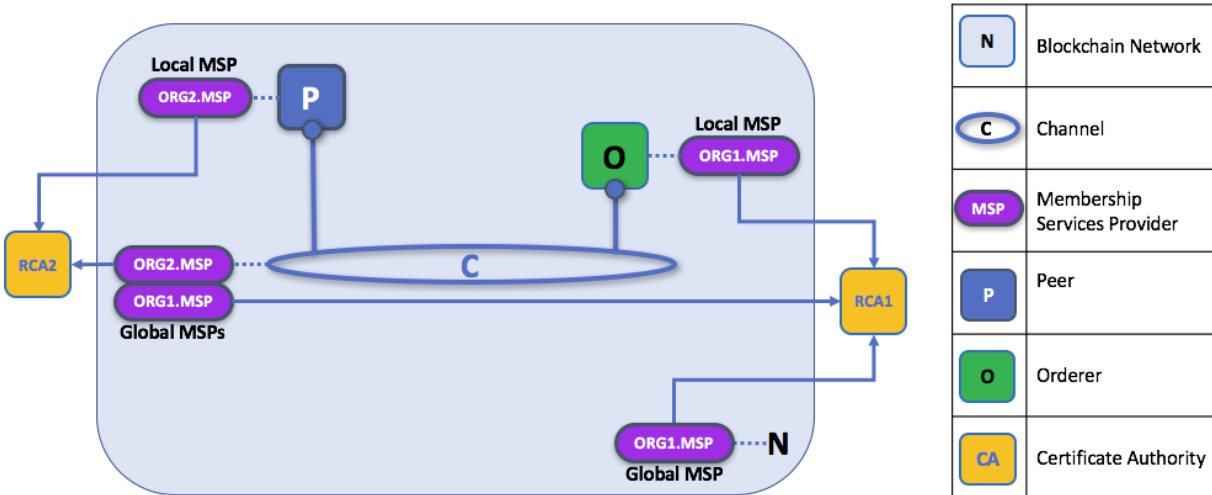 Local MSP
ORG2.MSP
P
Local MSP
O
ORG1.MSP
RCA2
ORG2.MSP
C
ORG1.MSP
RCA1
Global MSPs
ORG1.MSP
N
Global MSP
N
Blockchain Network
C
Channel
MSP
Membership
Services Provider
P
Peer
O
Orderer
CA
Certificate Authority